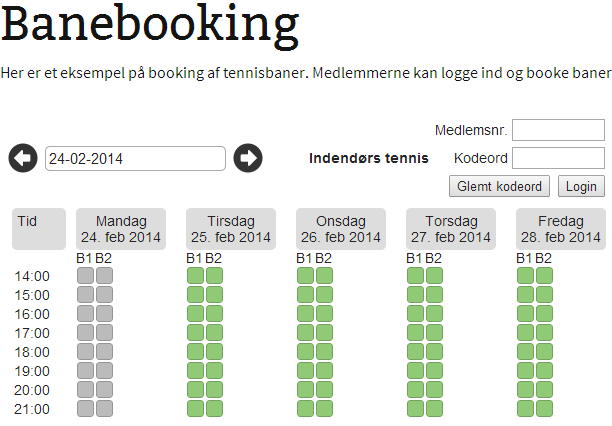 Banebooking
Her er et eksempel på booking af tennisbaner. Medlemmerne kan logge ind og booke baner
Medlemsnr.
24-02-2014 Indendørs tennis Kodeord
Glemt kodeord Login
Tid Mandag Tirsdag Onsdag Torsdag Fredag
24. feb 2014 25. feb 2014 26. feb 2014 27. feb 2014 28. feb 2014
B1 B2 B1 B2 B1 B2 B1 B2 B1 B2
14:00
15:00
16:00
17:00
18:00
19:00
20:00
21:00